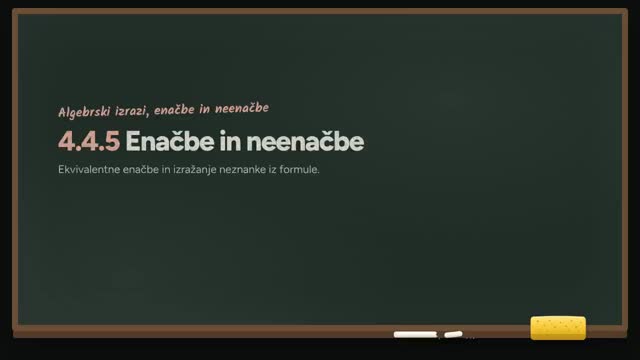 Algebrski izrazi, enačbe in neenačbe
4.4.5 Enačbe in neenačbe
Ekvivalentne enačbe in izražanje neznanke iz formule.